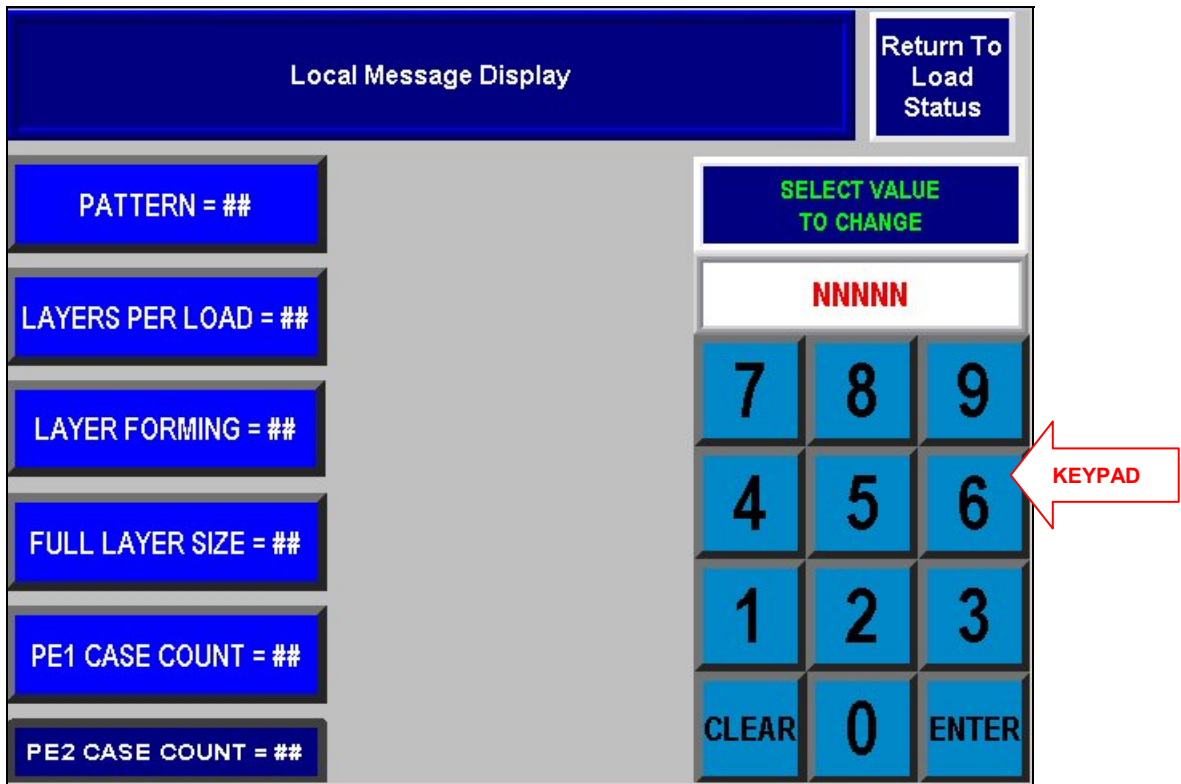 Local Message Display
Return To
Load
Status
PATTERN = ##
LAYERS PER LOAD = ##
LAYER FORMING = ##
FULL LAYER SIZE = ##
PE1 CASE COUNT = ##
PE2 CASE COUNT = ##
SELECT VALUE
TO CHANGE
NNNNN
7 8 9
4 5 6
1 2 3
CLEAR 0 ENTER
KEYPAD